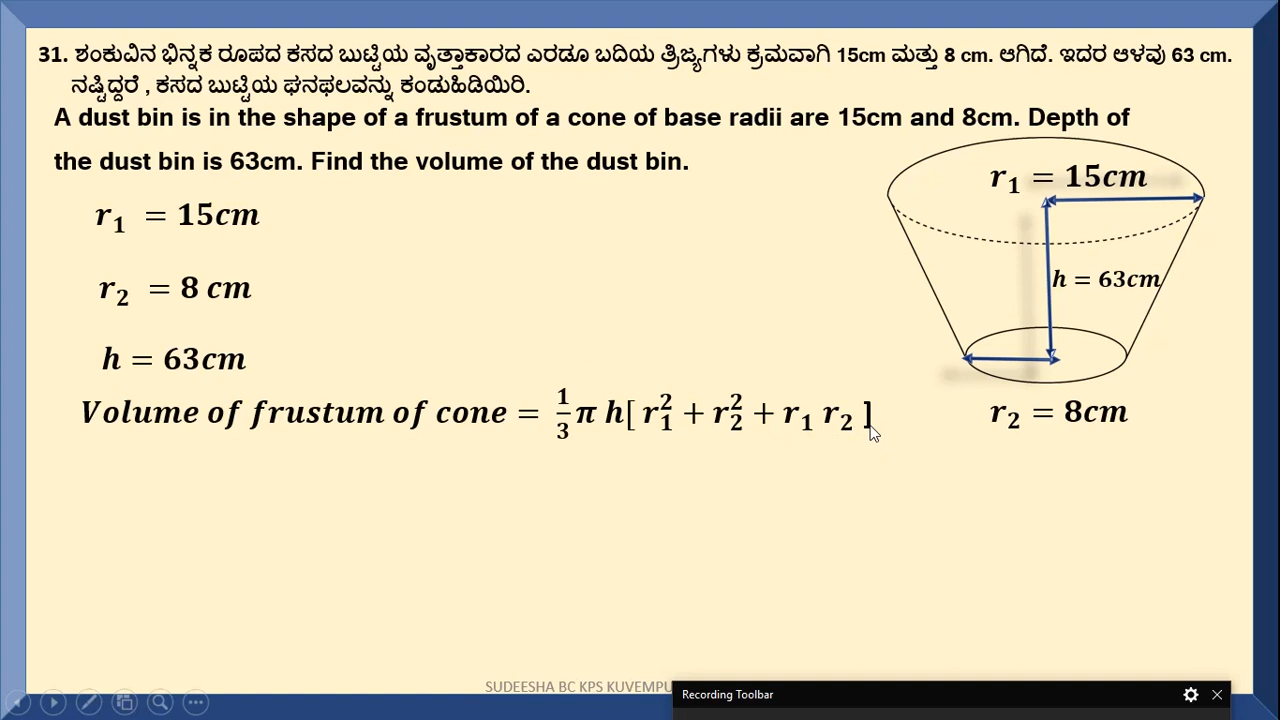 31. ಶಂಕುವಿನ ಭಿನ್ನಕ ರೂಪದ ಕಸದ ಬುಟ್ಟಿಯ ವೃತ್ತಾಕಾರದ ಎರಡೂ ಬದಿಯ ತ್ರಿಜ್ಯಗಳು ಕ್ರಮವಾಗಿ 15cm ಮತ್ತು 8 cm. ಆಗಿದೆ. ಇದರ ಆಳವು 63 cm.
ನಷ್ಟಿದ್ದರೆ , ಕಸದ ಬುಟ್ಟಿಯ ಘನಫಲವನ್ನು ಕಂಡುಹಿಡಿಯಿರಿ.
A dust bin is in the shape of a frustum of a cone of base radii are 15cm and 8cm. Depth of
the dust bin is 63cm. Find the volume of the dust bin.
r₁ = 15cm
r₁ = 15cm
h = 63cm
r₂ = 8 cm
h = 63cm
Volume of frustum of cone = 1/3 π h[ r₁² + r₂² + r₁ r₂ ]
r₂ = 8cm
SUDEESHA BC KPS KUVEMPU
Recording Toolbar